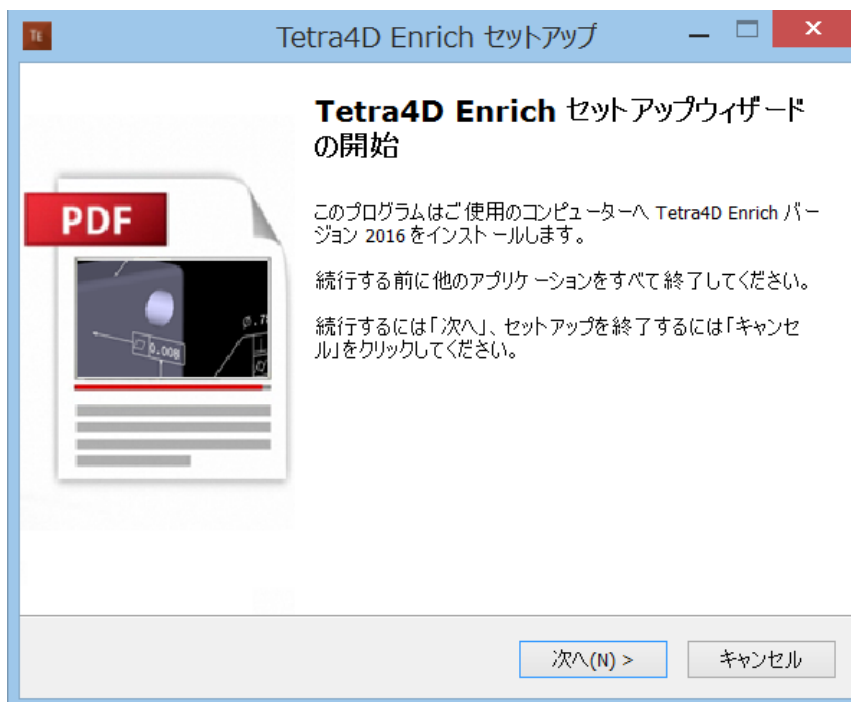 TE
Tetra4D Enrich セットアップ
Tetra4D Enrich セットアップウィザード
の開始
このプログラムはご使用のコンピューターへ Tetra4D Enrich バー
ジョン 2016 をインストールします。
続行する前に他のアプリケーションをすべて終了してください。
続行するには「次へ」、セットアップを終了するには「キャンセ
ル」をクリックしてください。
PDF
0.008
次へ(N) >
キャンセル